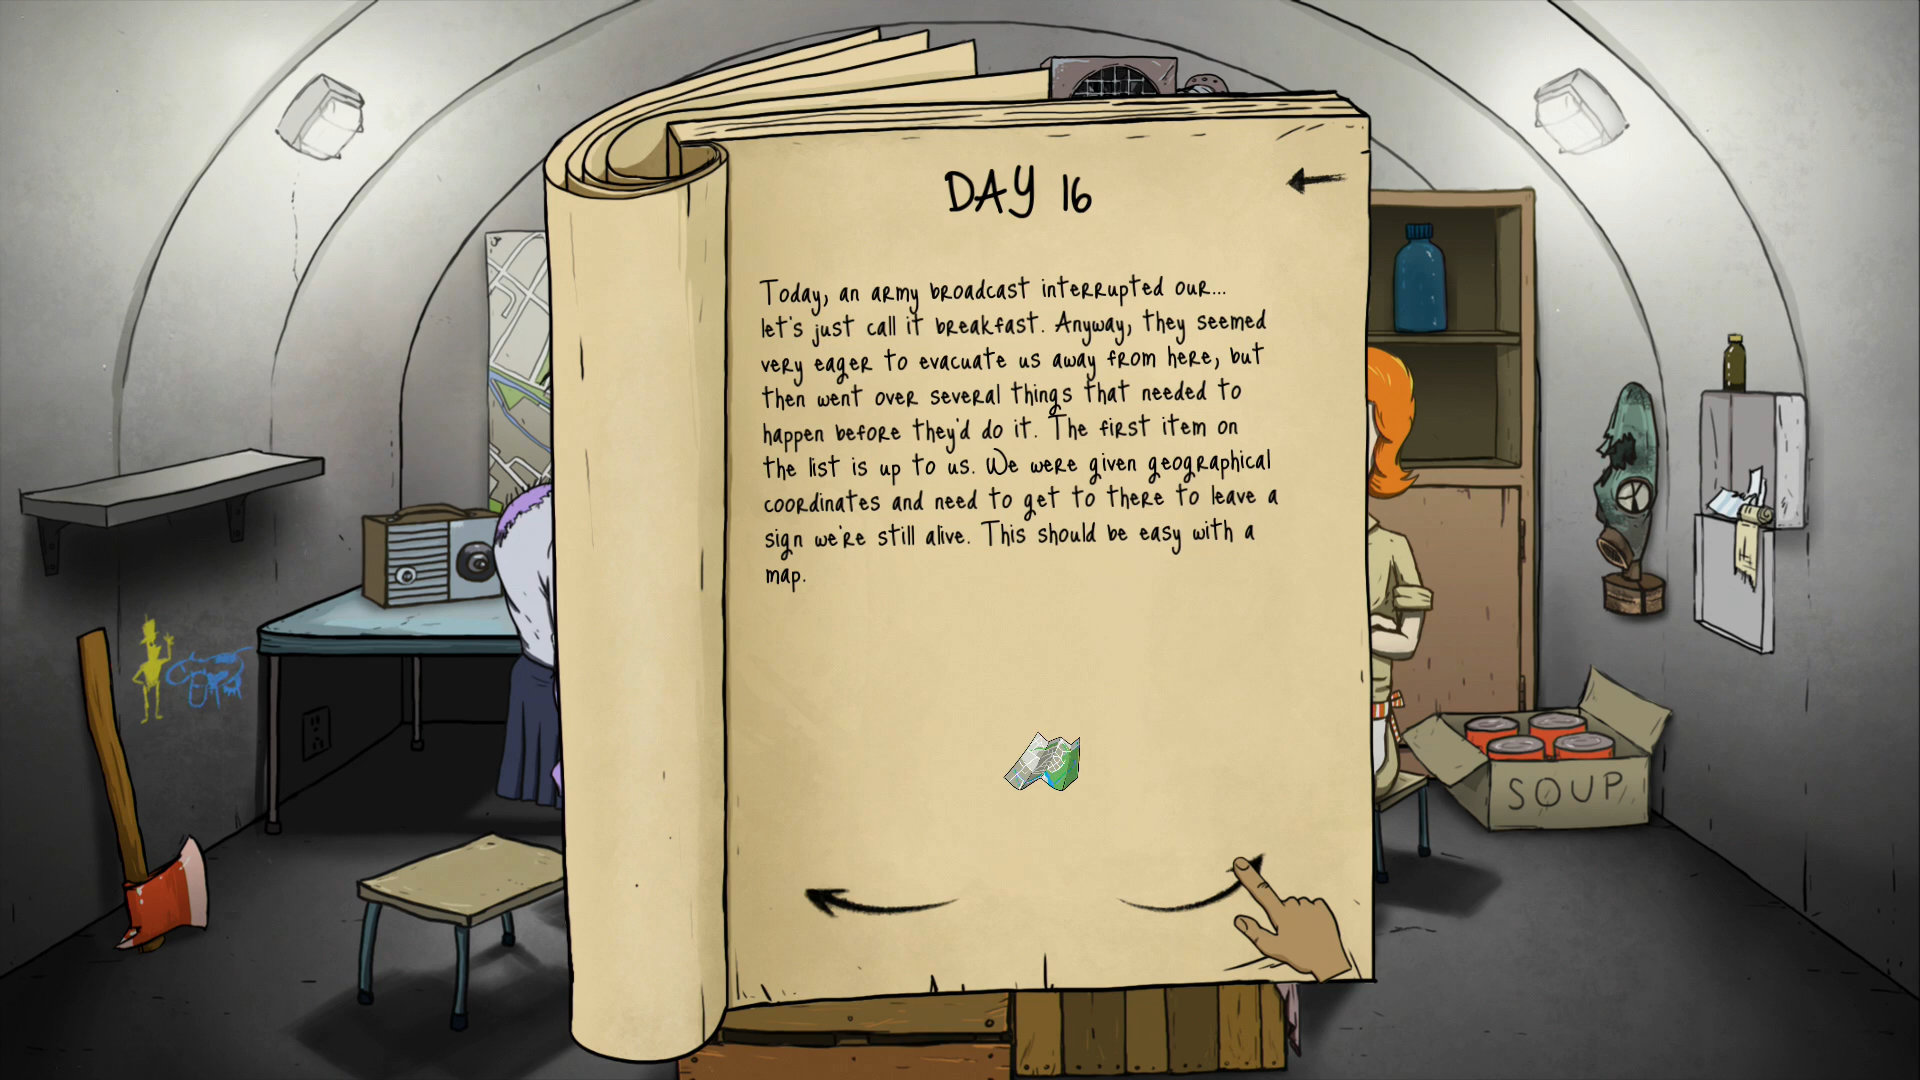 DAY 16
Today, an army broadcast interrupted our...
let's just call it breakfast. Anyway, they seemed
very eager to evacuate us away from here, but
then went over several things that needed to
happen before they'd do it. The first item on
the list is up to us. We were given geographical
coordinates and need to get to there to leave a
sign we're still alive. This should be easy with a
map.
SOUP